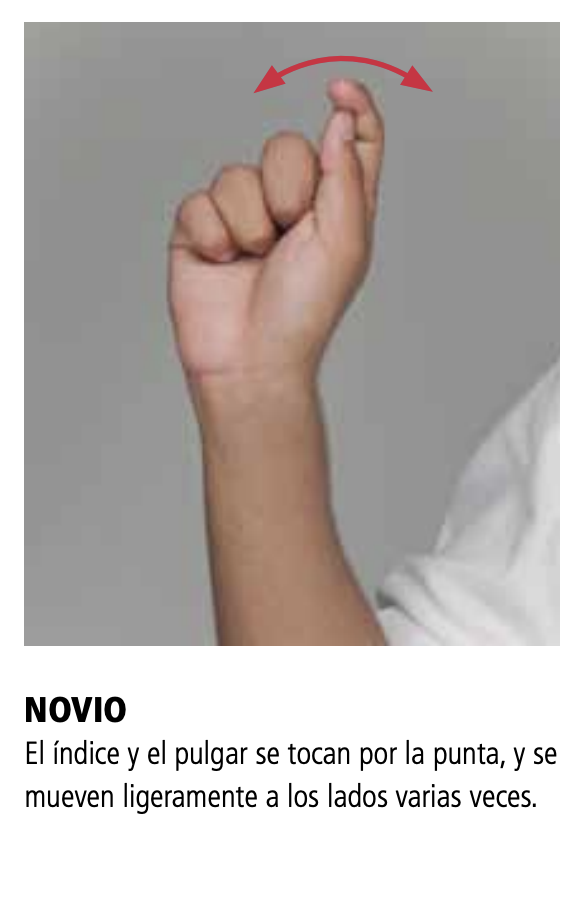 NOVIO
El índice y el pulgar se tocan por la punta, y se
mueven ligeramente a los lados varias veces.